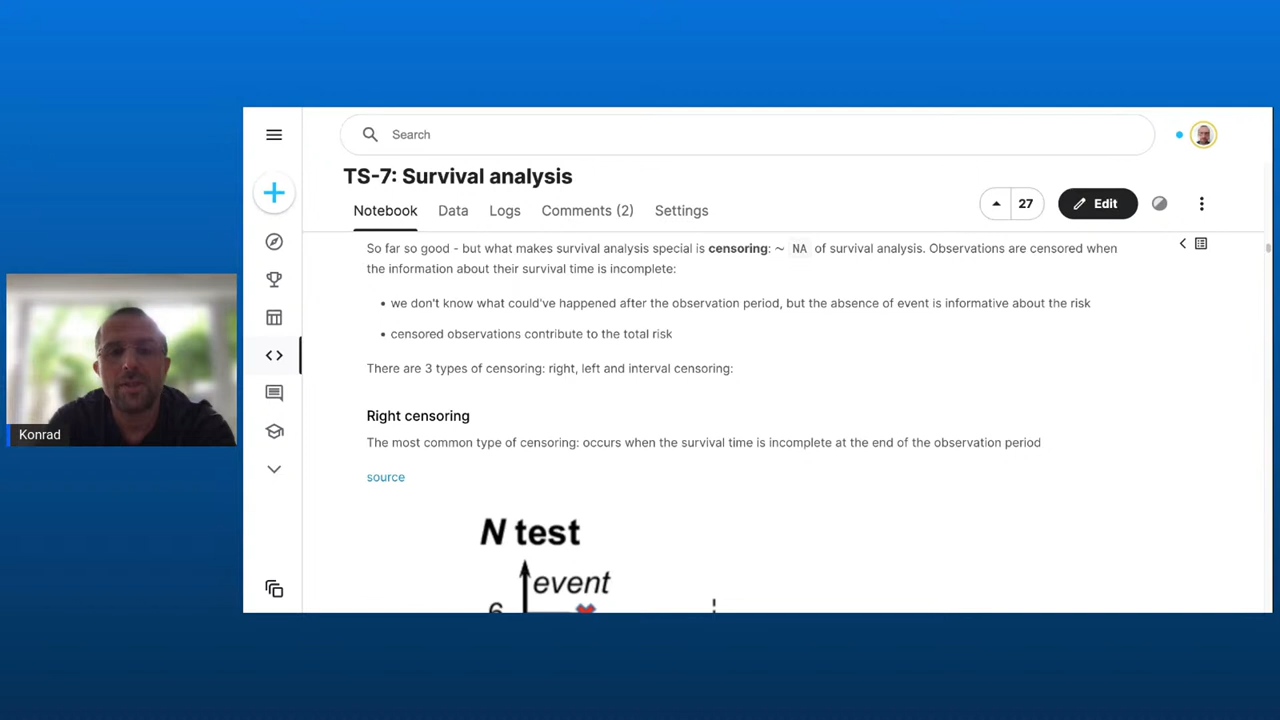 Search
TS-7: Survival analysis
Notebook
Data
Logs
Comments (2)
Settings
27
Edit
So far so good - but what makes survival analysis special is censoring: ~ NA of survival analysis. Observations are censored when
the information about their survival time is incomplete:
• we don't know what could've happened after the observation period, but the absence of event is informative about the risk
• censored observations contribute to the total risk
There are 3 types of censoring: right, left and interval censoring:
Right censoring
The most common type of censoring: occurs when the survival time is incomplete at the end of the observation period
source
N test
event
6
Konrad